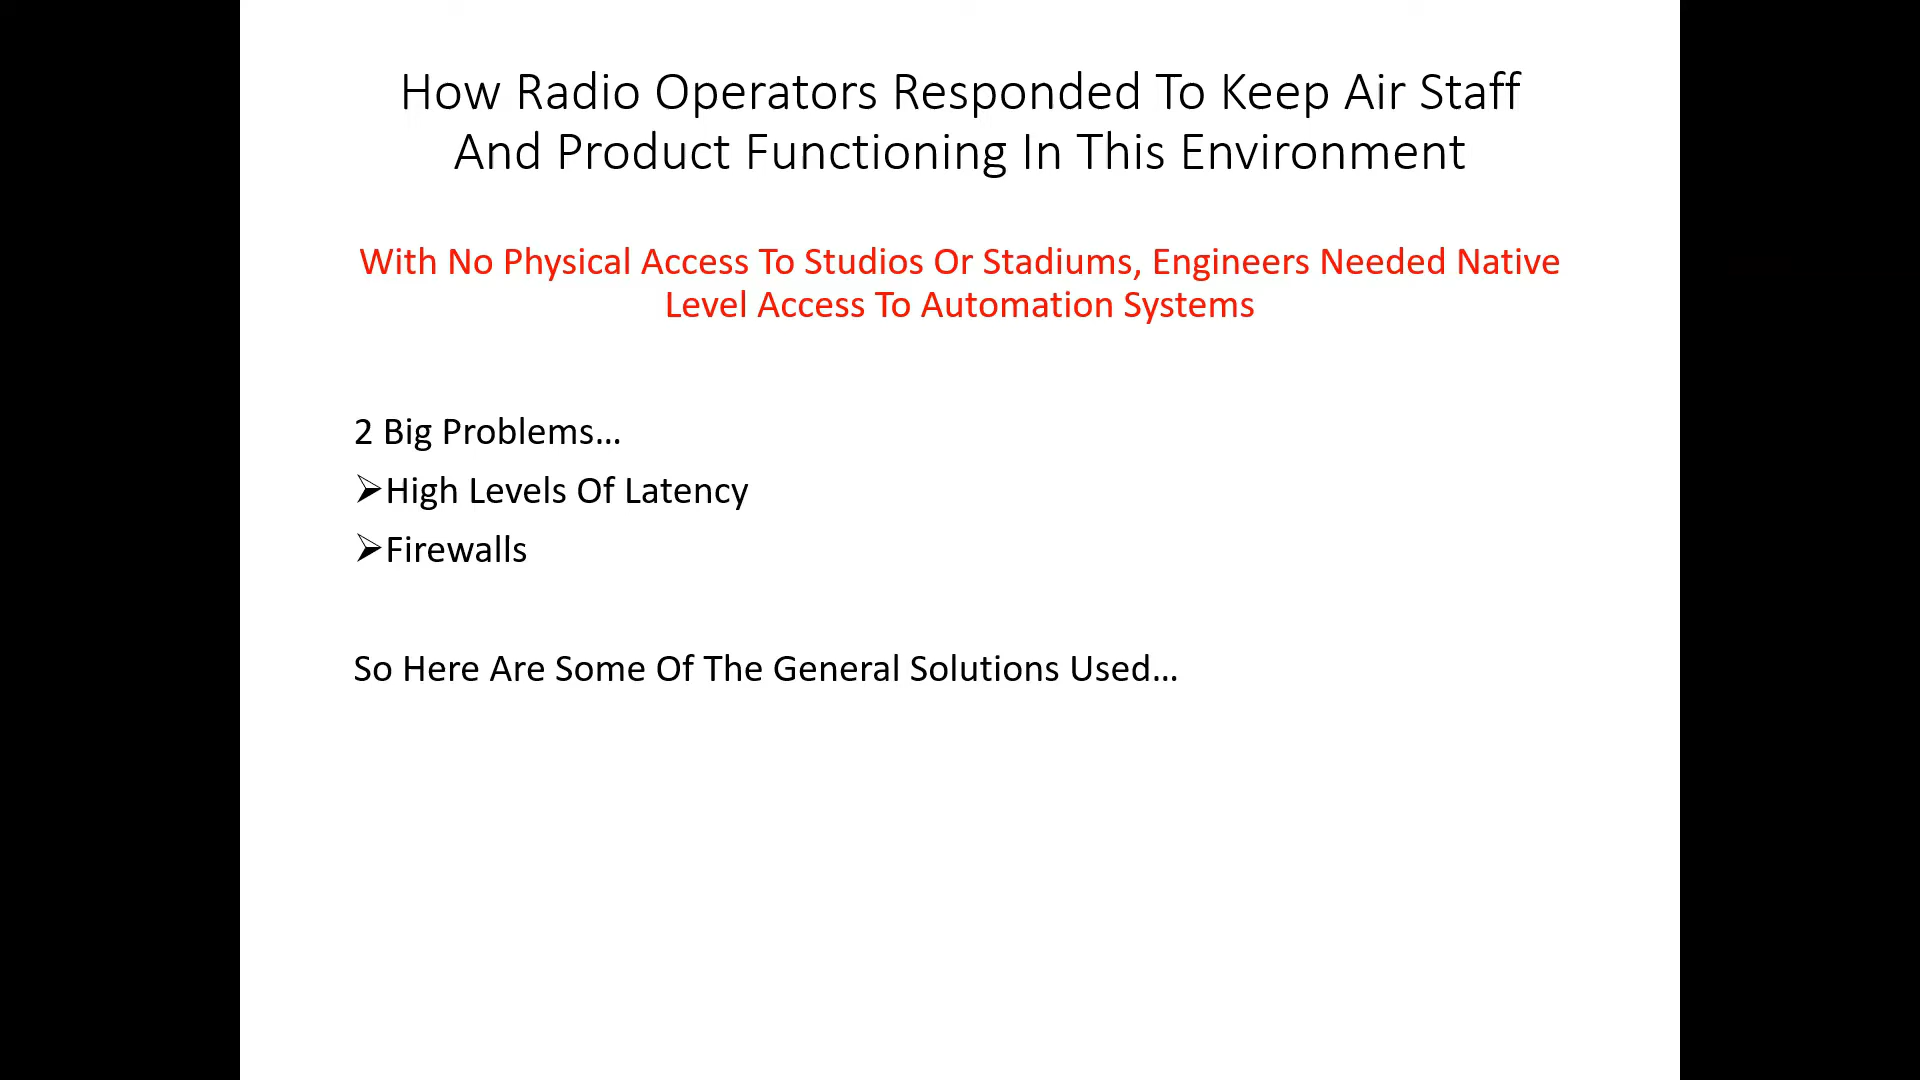 How Radio Operators Responded To Keep Air Staff
And Product Functioning In This Environment
With No Physical Access To Studios Or Stadiums, Engineers Needed Native
Level Access To Automation Systems
2 Big Problems…
➢High Levels Of Latency
➢Firewalls
So Here Are Some Of The General Solutions Used…